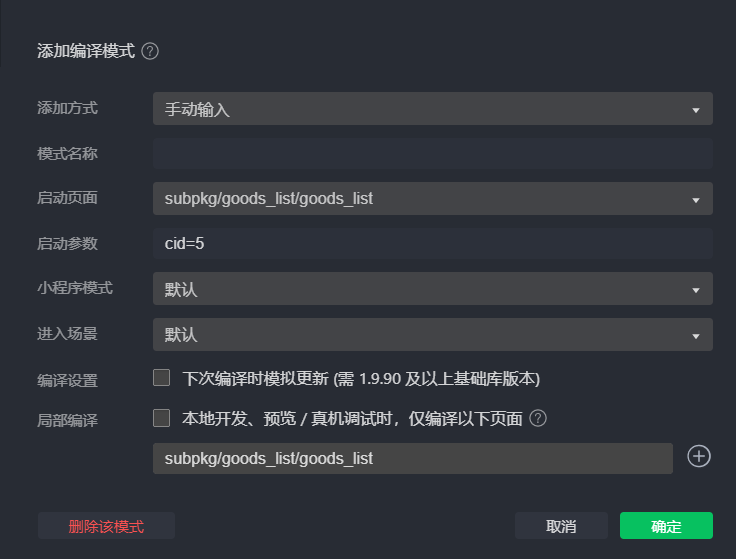 添加编译模式
添加方式 手动输入
模式名称
启动页面 subpkg/goods_list/goods_list
启动参数 cid=5
小程序模式 默认
进入场景 默认
编译设置 下次编译时模拟更新 (需 1.9.90 及以上基础库版本)
局部编译 本地开发、预览 / 真机调试时，仅编译以下页面
subpkg/goods_list/goods_list
删除该模式 取消 确定